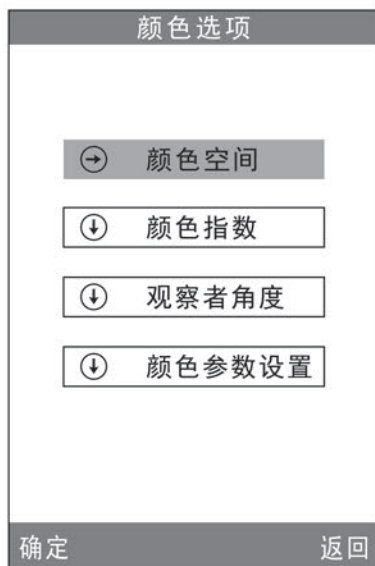 颜色选项
颜色空间
颜色指数
观察者角度
颜色参数设置
确定 返回